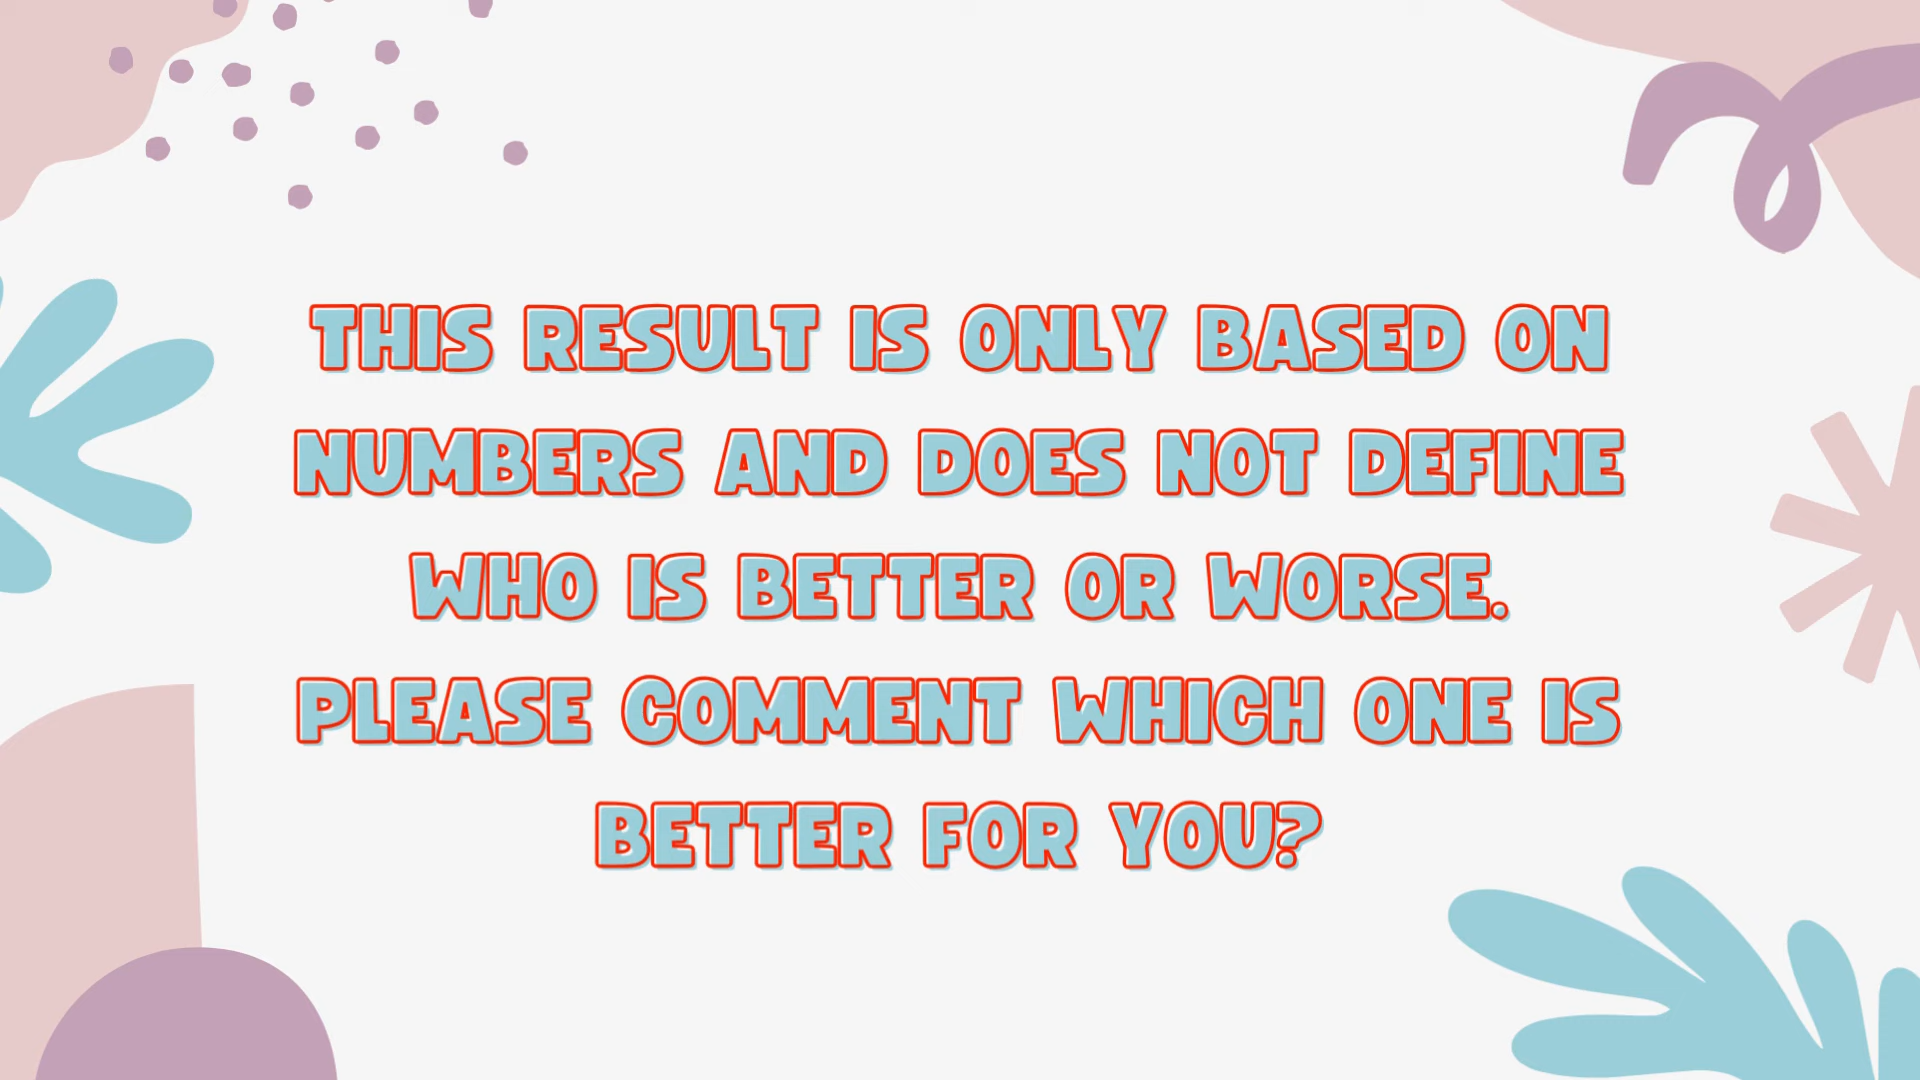 THIS RESULT IS ONLY BASED ON
NUMBERS AND DOES NOT DEFINE
WHO IS BETTER OR WORSE.
PLEASE COMMENT WHICH ONE IS
BETTER FOR YOU?